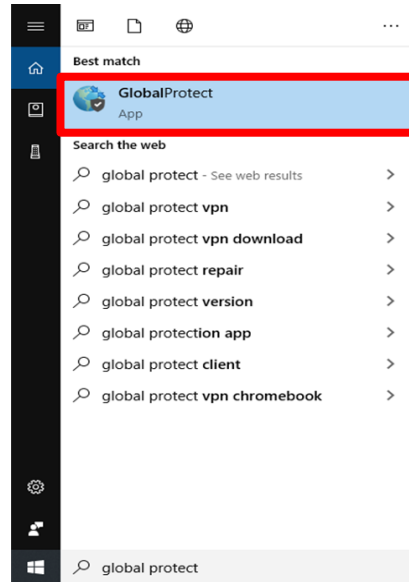 Best match
GlobalProtect
App
Search the web
global protect - See web results
global protect vpn
global protect vpn download
global protect repair
global protect version
global protection app
global protect client
global protect vpn chromebook
global protect